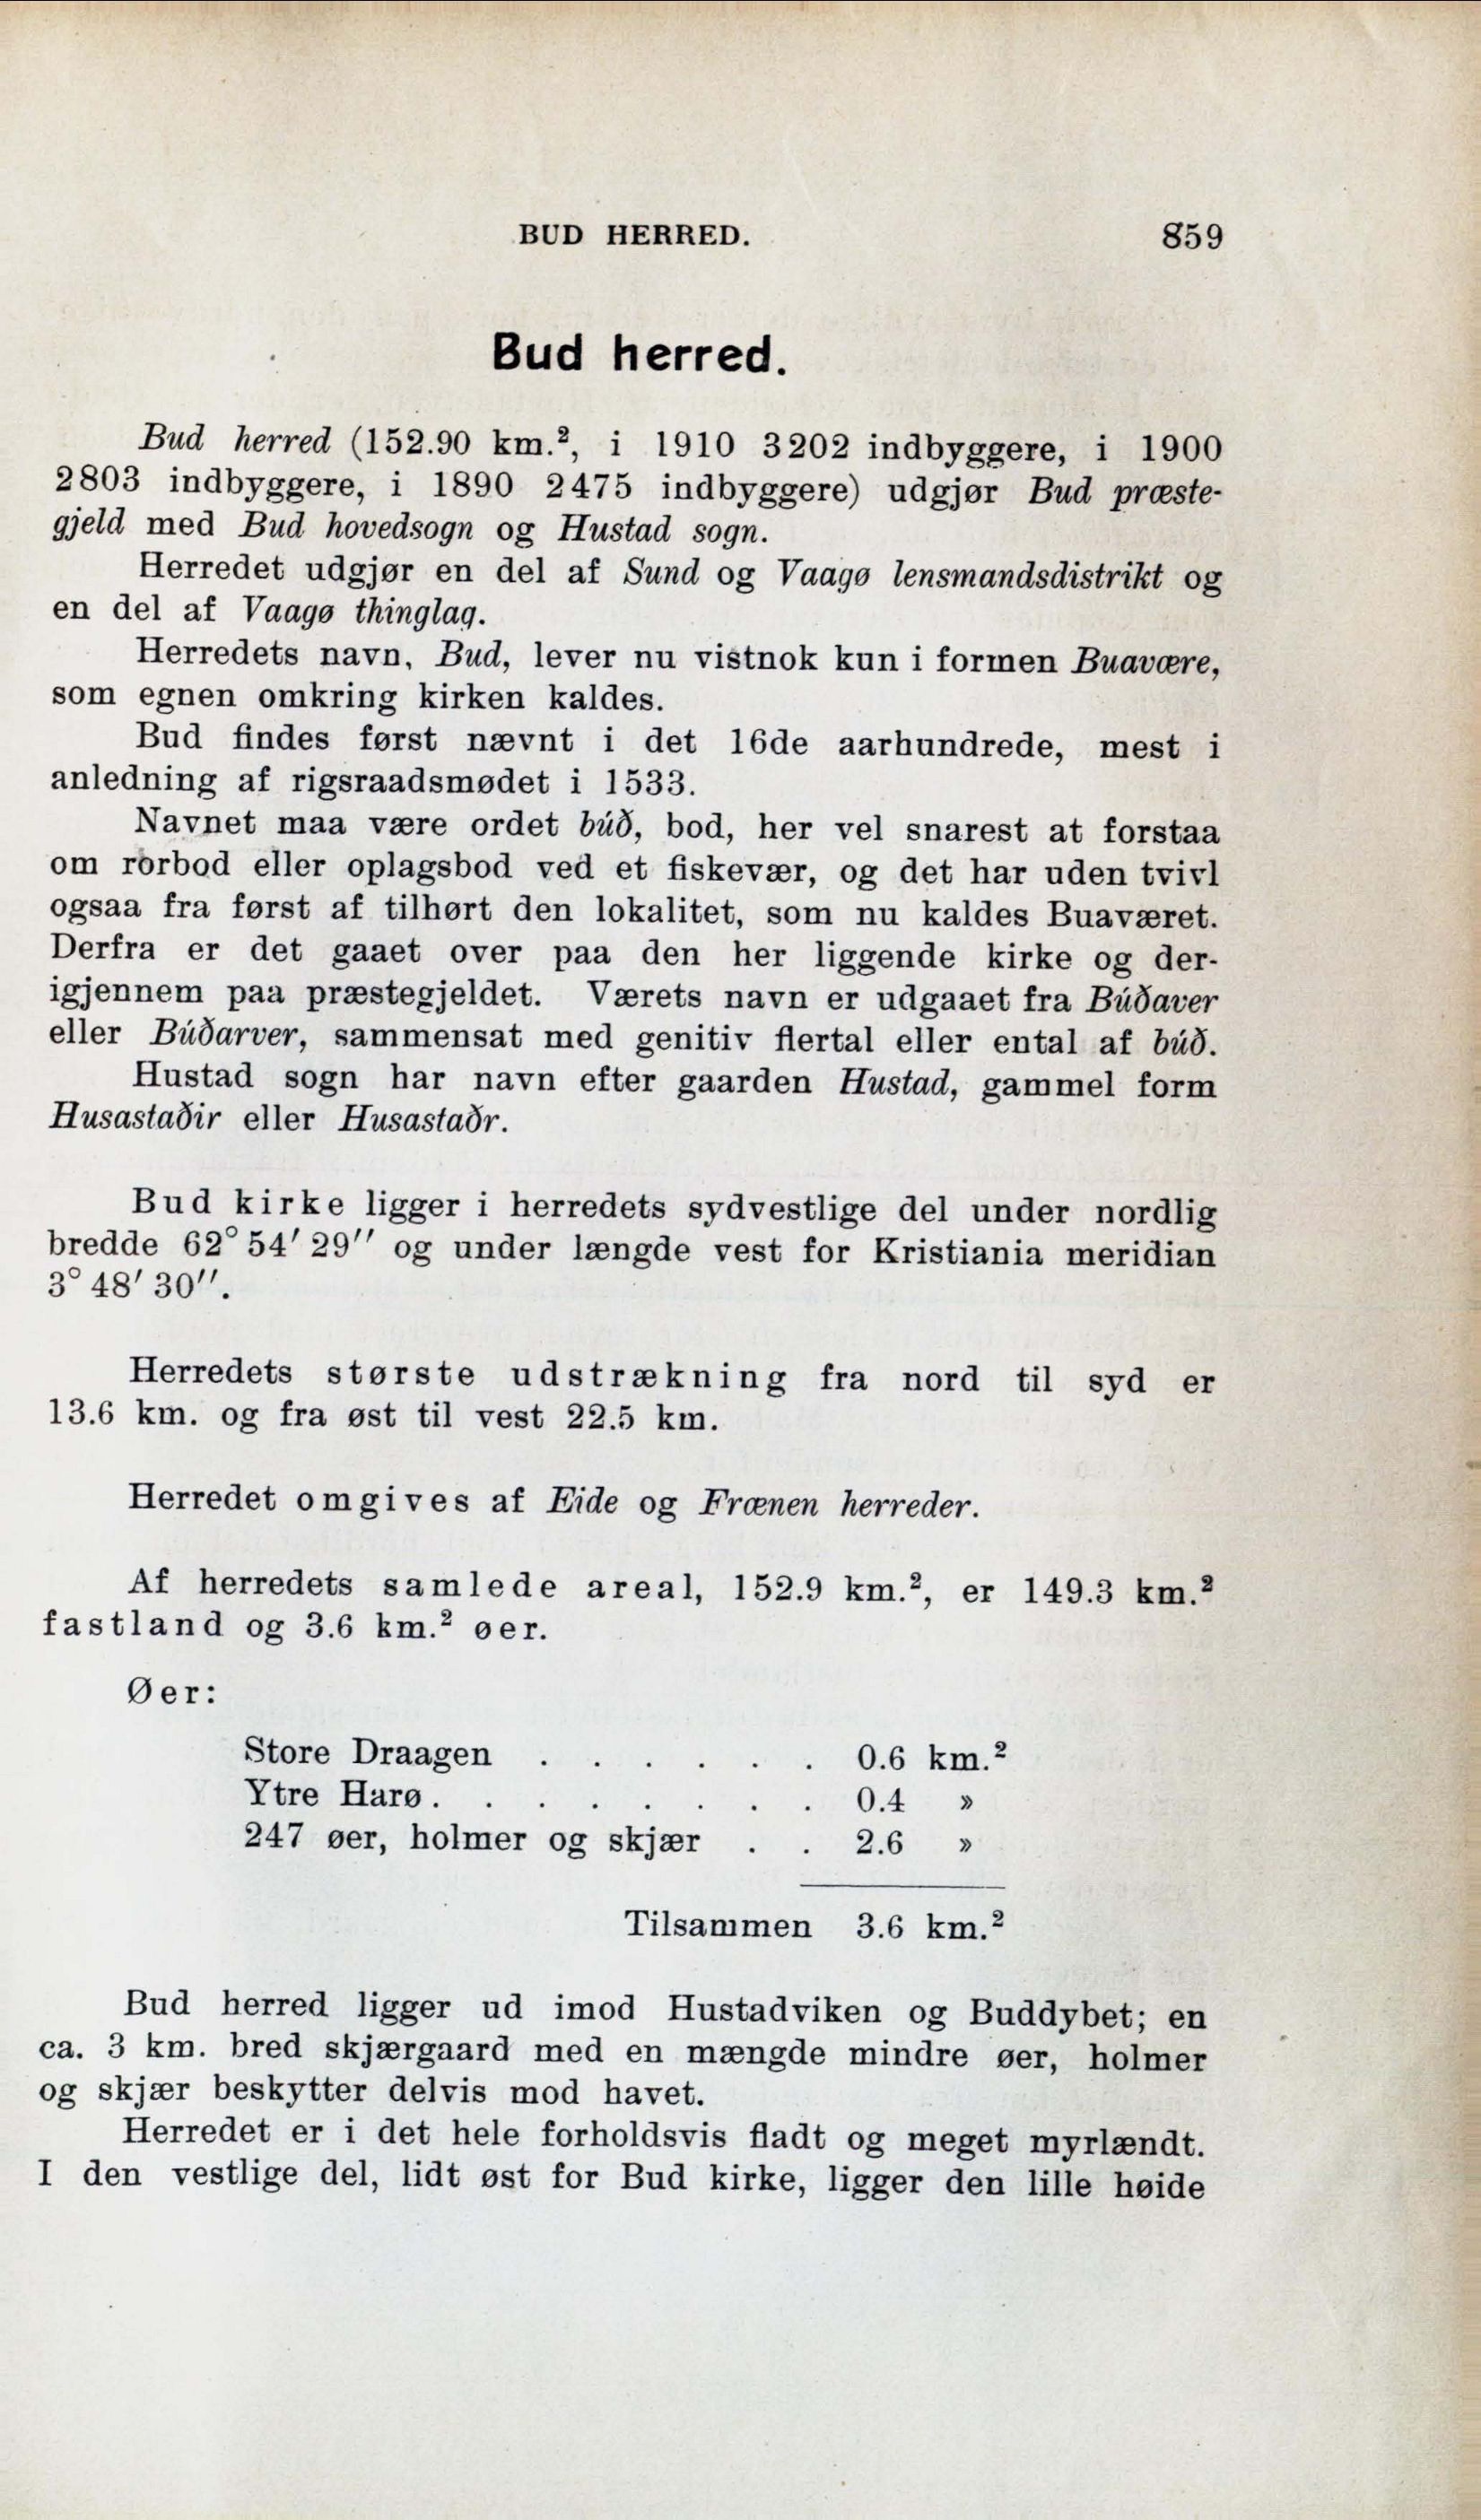 BUD HERRED. 859
Bud herred.
Bud herred (152.90 km.², i 1910 3202 indbyggere, i 1900
2803 indbyggere, i 1890 2475 indbyggere) udgjør Bud præste-
gjeld med Bud hovedsogn og Hustad sogn.
Herredet udgjør en del af Sund og Vaagø lensmandsdistrikt og
en del af Vaagø thinglag.
Herredets navn, Bud, lever nu vistnok kun i formen Buavære,
som egnen omkring kirken kaldes.
Bud findes først nævnt i det 16de aarhundrede, mest i
anledning af rigsraadsmødet i 1533.
Navnet maa være ordet búð, bod, her vel snarest at forstaa
om rorbod eller oplagsbod ved et fiskevær, og det har uden tvivl
ogsaa fra først af tilhørt den lokalitet, som nu kaldes Buaværet.
Derfra er det gaaet over paa den her liggende kirke og der-
igjennem paa præstegjeldet. Værets navn er udgaaet fra Búðaver
eller Búðarver, sammensat med genitiv flertal eller ental af búð.
Hustad sogn har navn efter gaarden Hustad, gammel form
Husastaðir eller Husastaðr.
Bud kirke ligger i herredets sydvestlige del under nordlig
bredde 62° 54′ 29″ og under længde vest for Kristiania meridian
3° 48′ 30″.
Herredets største udstrækning fra nord til syd er
13.6 km. og fra øst til vest 22.5 km.
Herredet omgives af Eide og Frænen herreder.
Af herredets samlede areal, 152.9 km.², er 149.3 km.²
fastland og 3.6 km.² øer.
Øer:
Store Draagen . . . . . . 0.6 km.²
Ytre Harø . . . . . . . . 0.4 »
247 øer, holmer og skjær . . 2.6 »
Tilsammen 3.6 km.²
Bud herred ligger ud imod Hustadviken og Buddybet; en
ca. 3 km. bred skjærgaard med en mængde mindre øer, holmer
og skjær beskytter delvis mod havet.
Herredet er i det hele forholdsvis fladt og meget myrlændt.
I den vestlige del, lidt øst for Bud kirke, ligger den lille høide